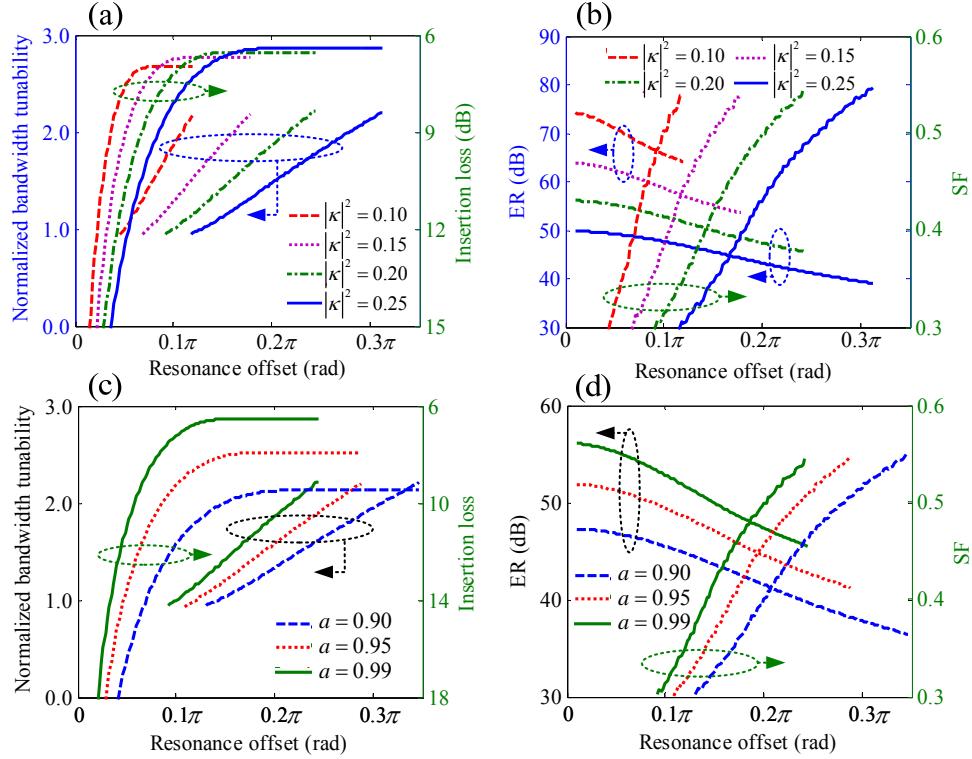 (a)
Normalized bandwidth tunability
3.0
2.0
1.0
0.0
6
9
12
15
Insertion loss (dB)
|κ|² = 0.10
|κ|² = 0.15
|κ|² = 0.20
|κ|² = 0.25
0
0.1π
0.2π
0.3π
Resonance offset (rad)
(b)
ER (dB)
90
80
70
60
50
40
30
|κ|² = 0.10
|κ|² = 0.15
|κ|² = 0.20
|κ|² = 0.25
0.6
0.5
0.4
0.3
SF
0
0.1π
0.2π
0.3π
Resonance offset (rad)
(c)
Normalized bandwidth tunability
3.0
2.0
1.0
0.0
6
9
14
18
Insertion loss
a = 0.90
a = 0.95
a = 0.99
0
0.1π
0.2π
0.3π
Resonance offset (rad)
(d)
ER (dB)
60
50
40
30
0.6
0.5
0.4
0.3
SF
a = 0.90
a = 0.95
a = 0.99
0
0.1π
0.2π
0.3π
Resonance offset (rad)